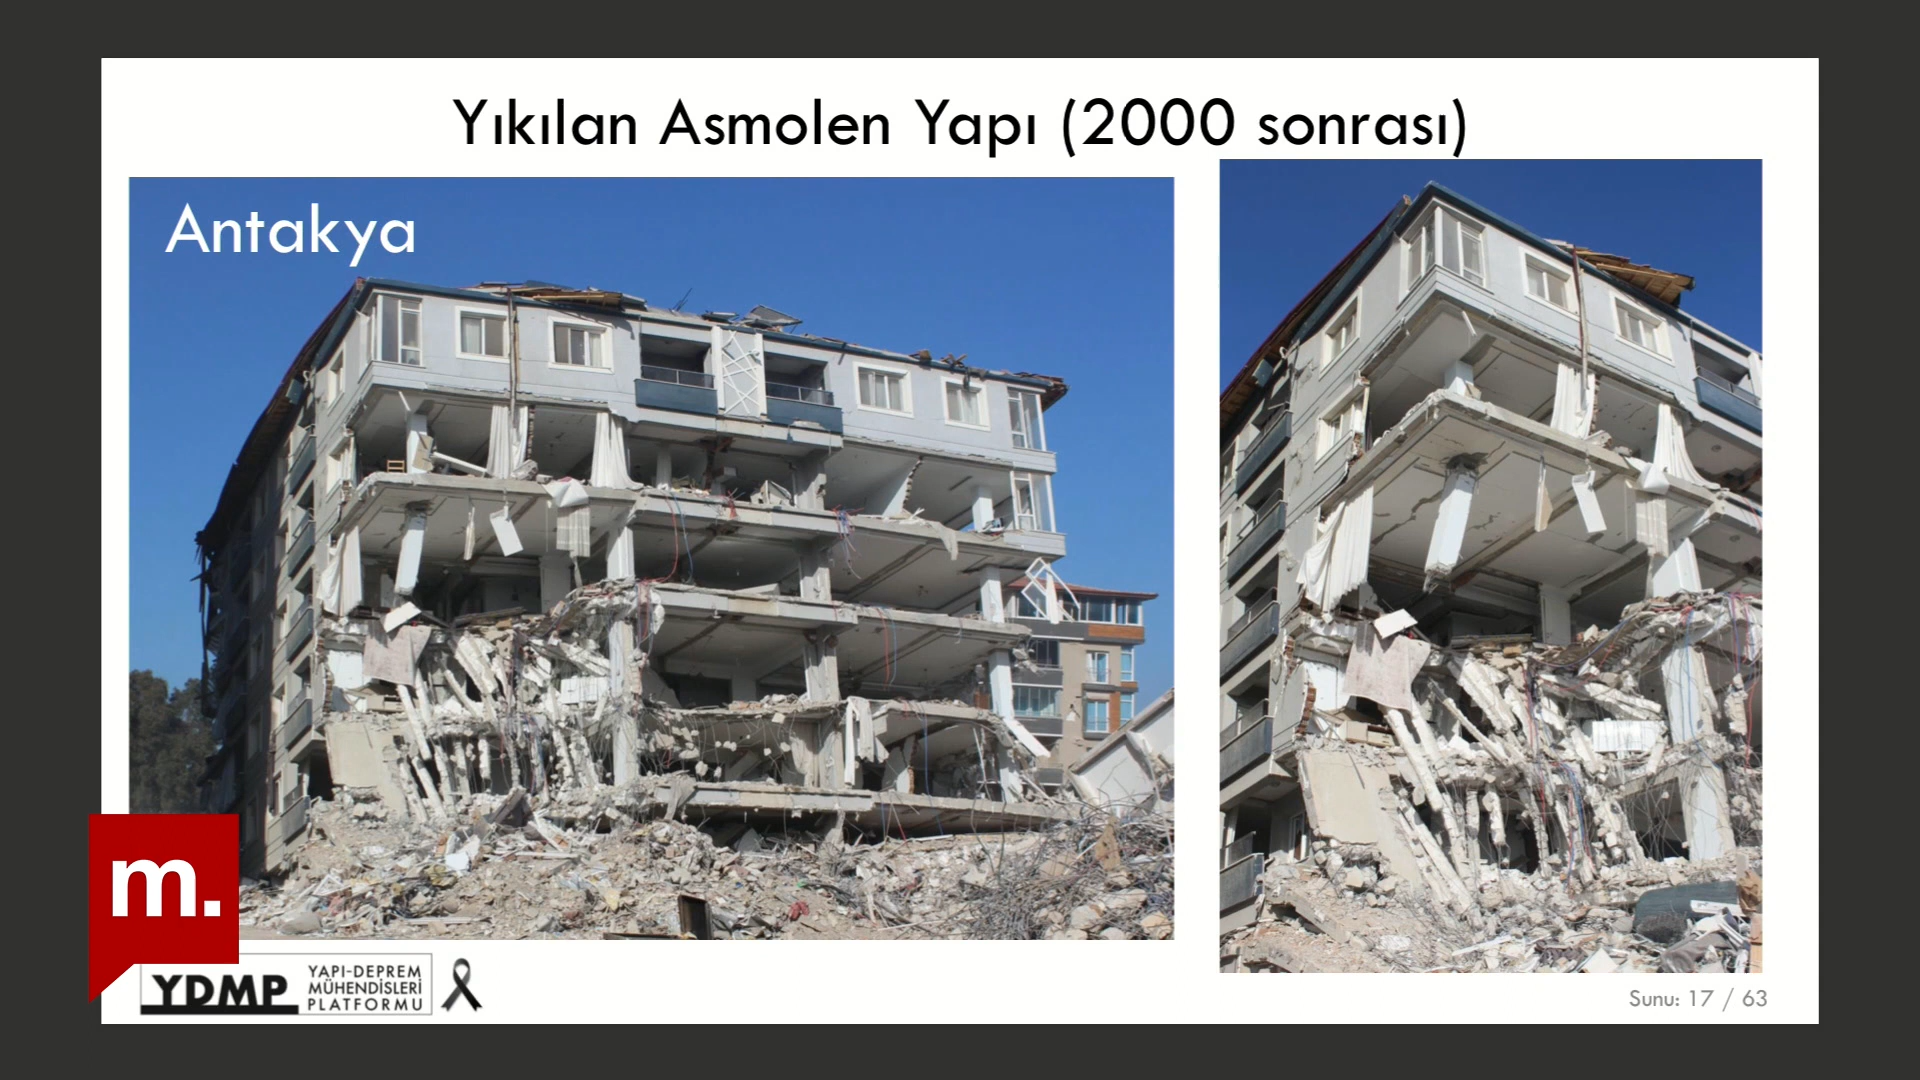 Yıkılan Asmolen Yapı (2000 sonrası)
Antakya
m.
YDMP
YAPI-DEPREM
MÜHENDİSLERİ
PLATFORMU
Sunu: 17 / 63